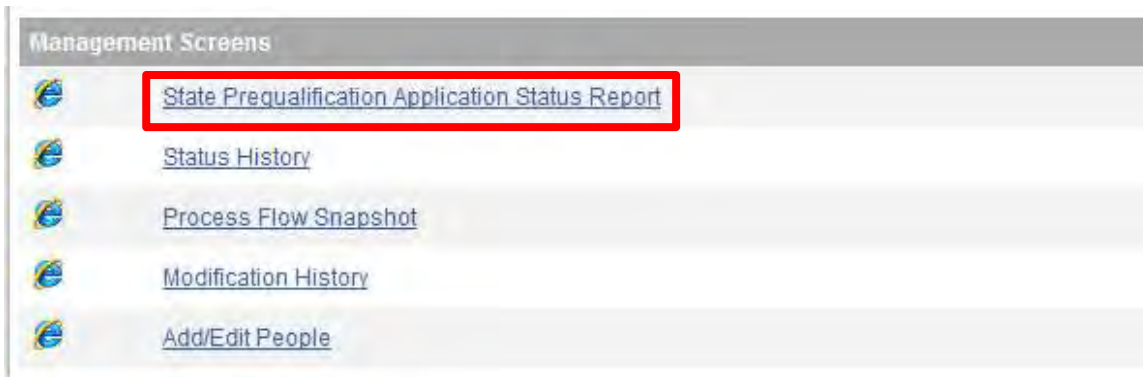 Management Screens
State Prequalification Application Status Report
Status History
Process Flow Snapshot
Modification History
Add/Edit People